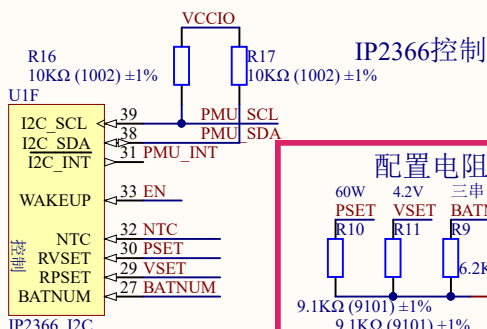 VCCIO
R16
10KΩ (1002) ±1%
R17
10KΩ (1002) ±1%
IP2366控制
U1F
I2C_SCL 39 PMU_SCL
I2C_SDA 38 PMU_SDA
I2C_INT 31 PMU_INT
WAKEUP 33 EN
NTC 32 NTC
RVSET 30 PSET
RPSET 29 VSET
BATNUM 27 BATNUM
控制
IP2366_I2C
配置电阻
60W 4.2V 三串
PSET VSET BATN
R10 R11 R9
6.2K
9.1KΩ (9101) ±1%
9.1KΩ (9101) ±1%